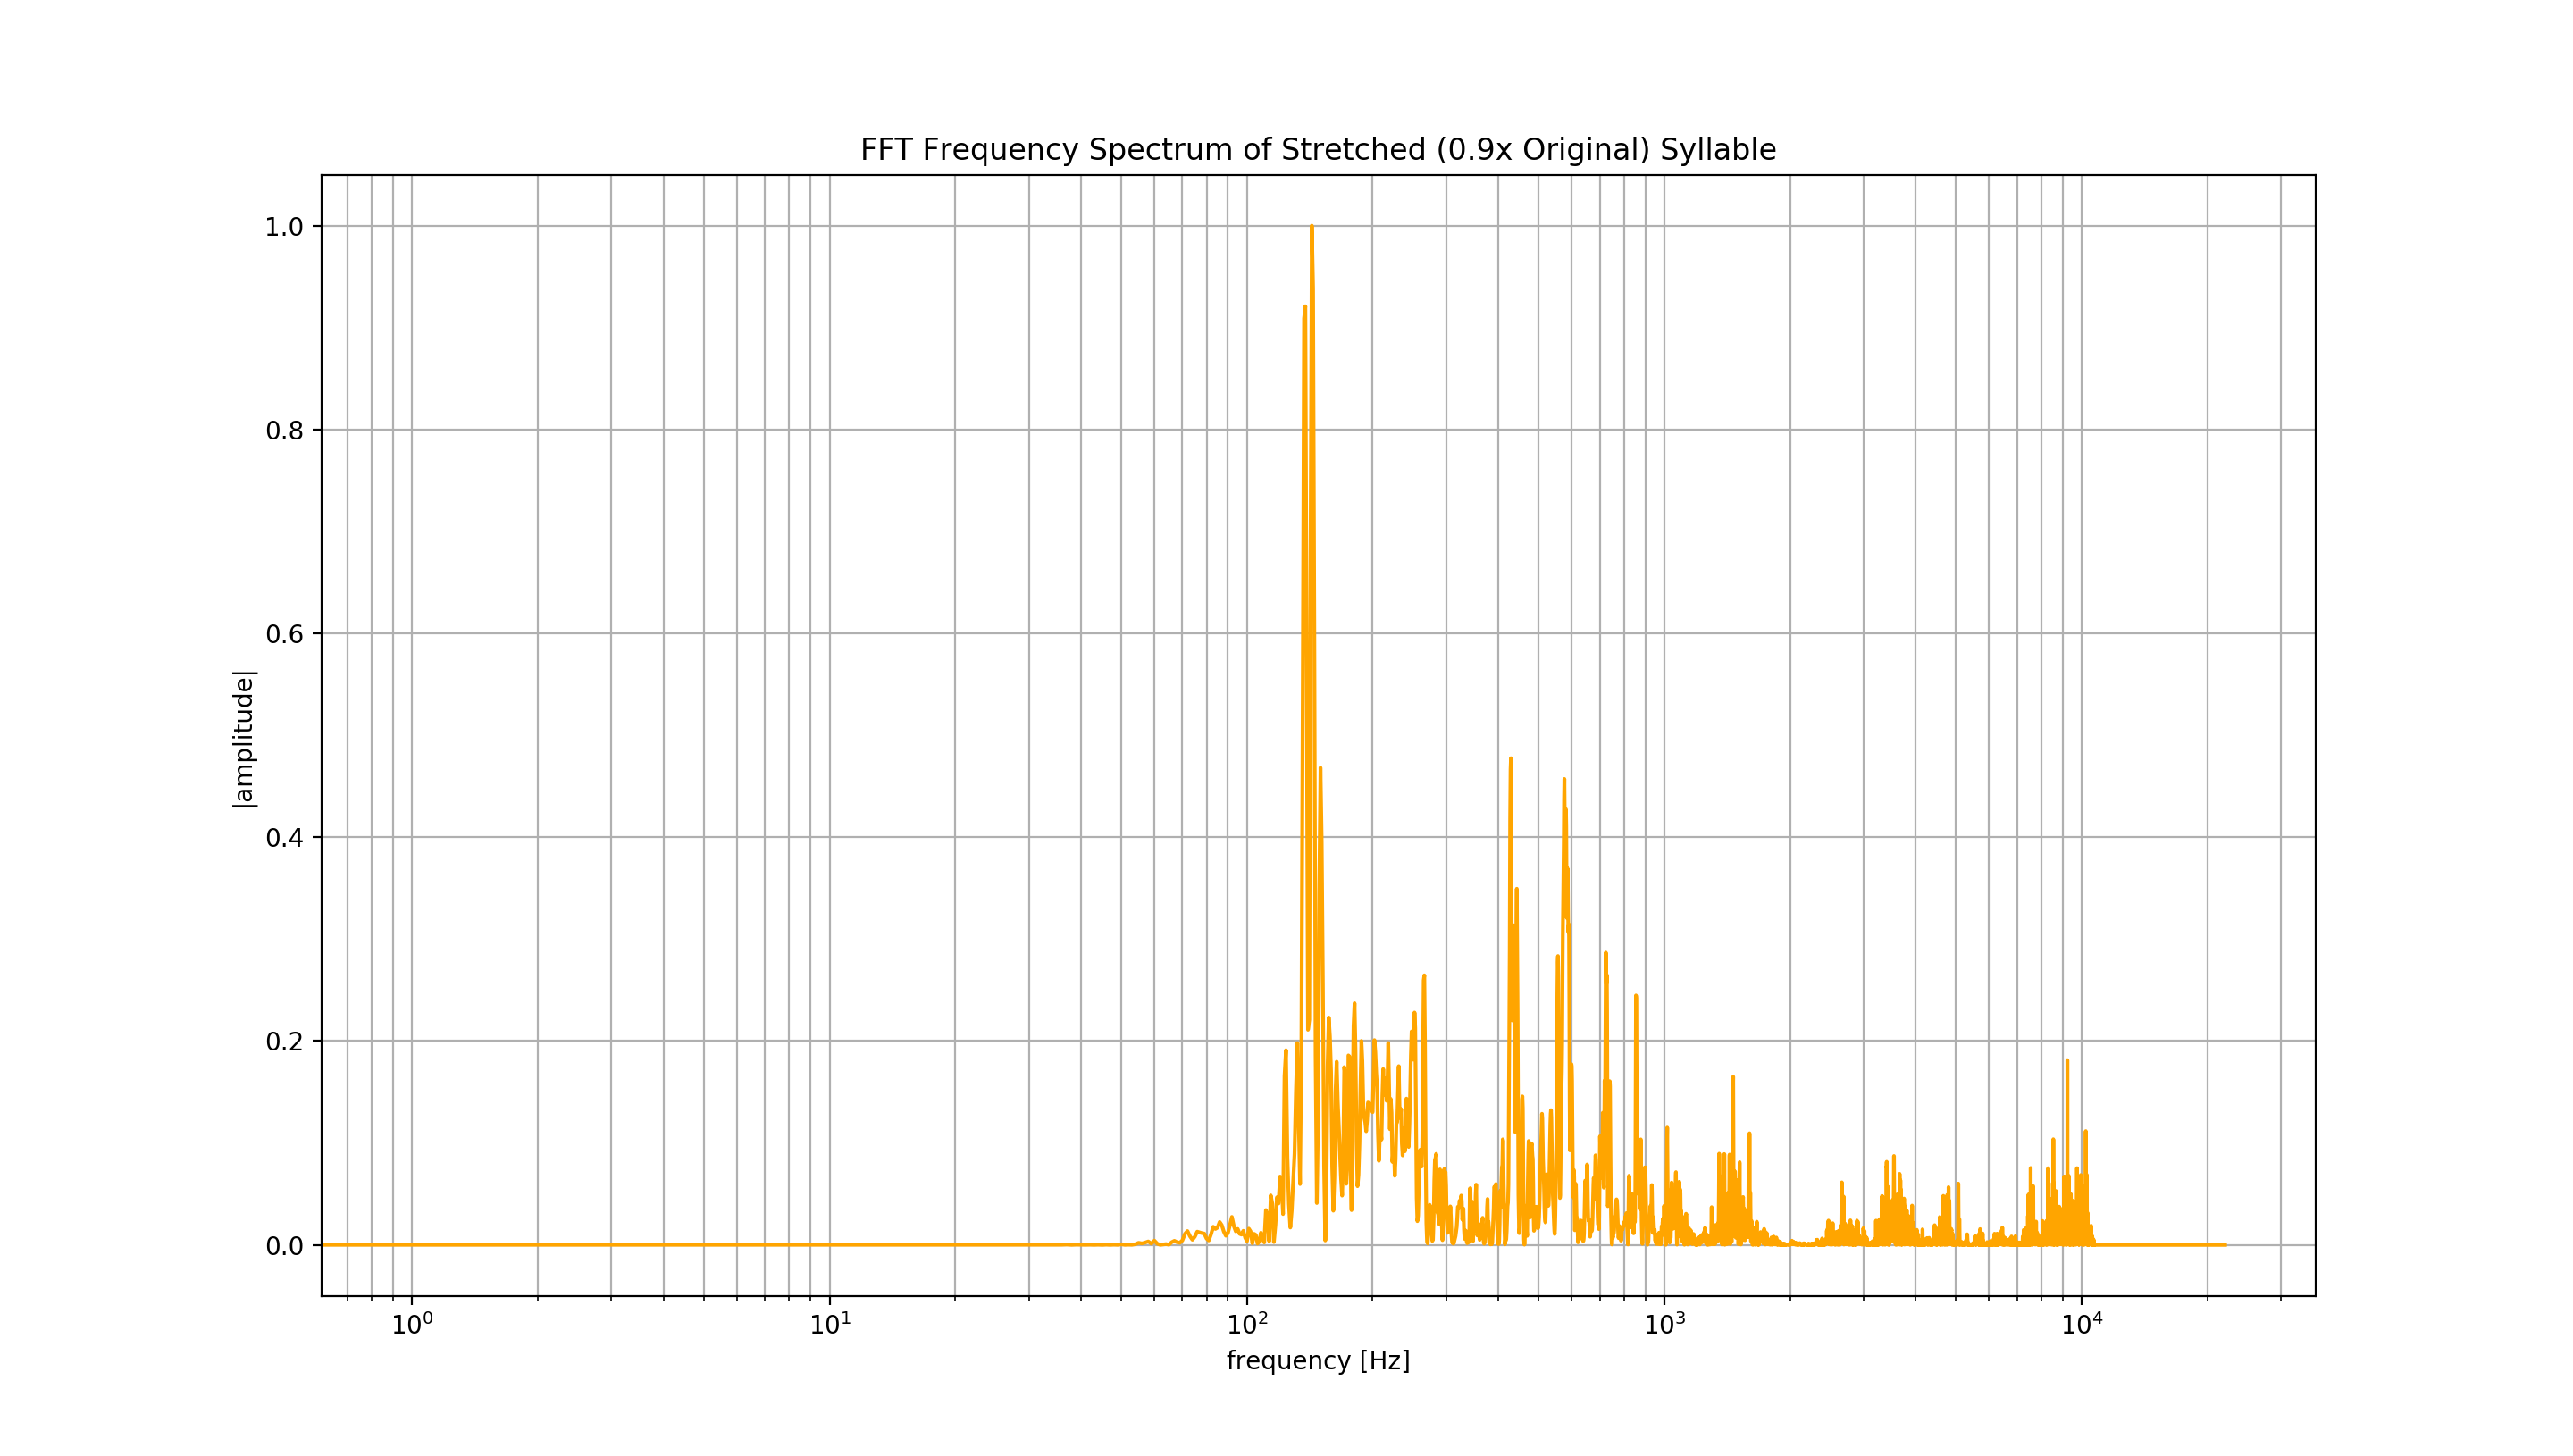 FFT Frequency Spectrum of Stretched (0.9x Original) Syllable
|amplitude|
1.0
0.8
0.6
0.4
0.2
0.0
10⁰ 10¹ 10² 10³ 10⁴
frequency [Hz]